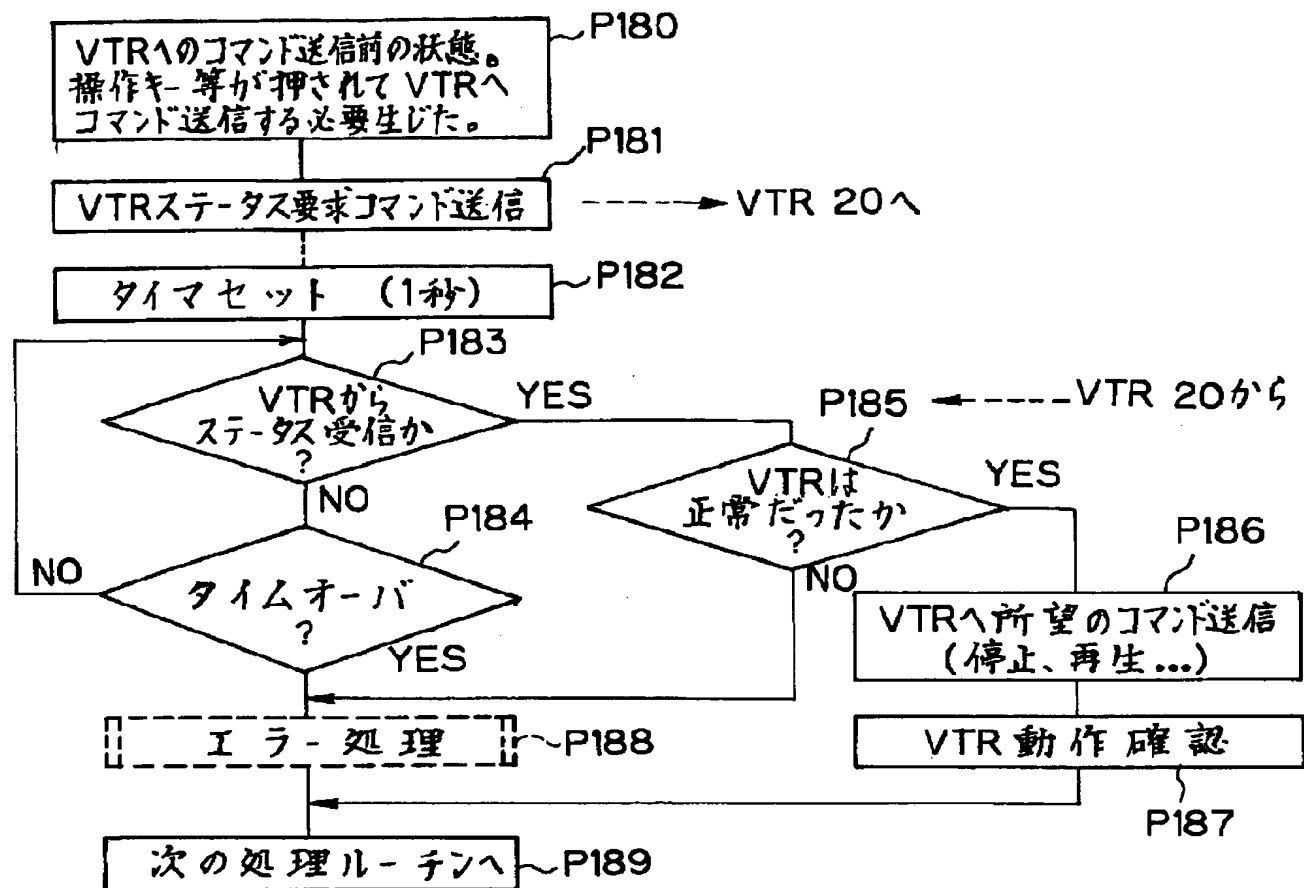 P180
VTRへのコマンド送信前の状態。
操作キー等が押されてVTRへ
コマンド送信する必要生じた。
P181
VTRステータス要求コマンド送信
VTR 20へ
P182
タイマセット (1秒)
P183
VTRから
ステータス受信か
?
YES
NO
P185
VTR 20から
VTRは
正常だったか
?
YES
NO
P184
タイムオーバ
?
NO
YES
P186
VTRへ所望のコマンド送信
(停止、再生...)
エラー処理
P188
VTR動作確認
P187
次の処理ルーチンへ
P189